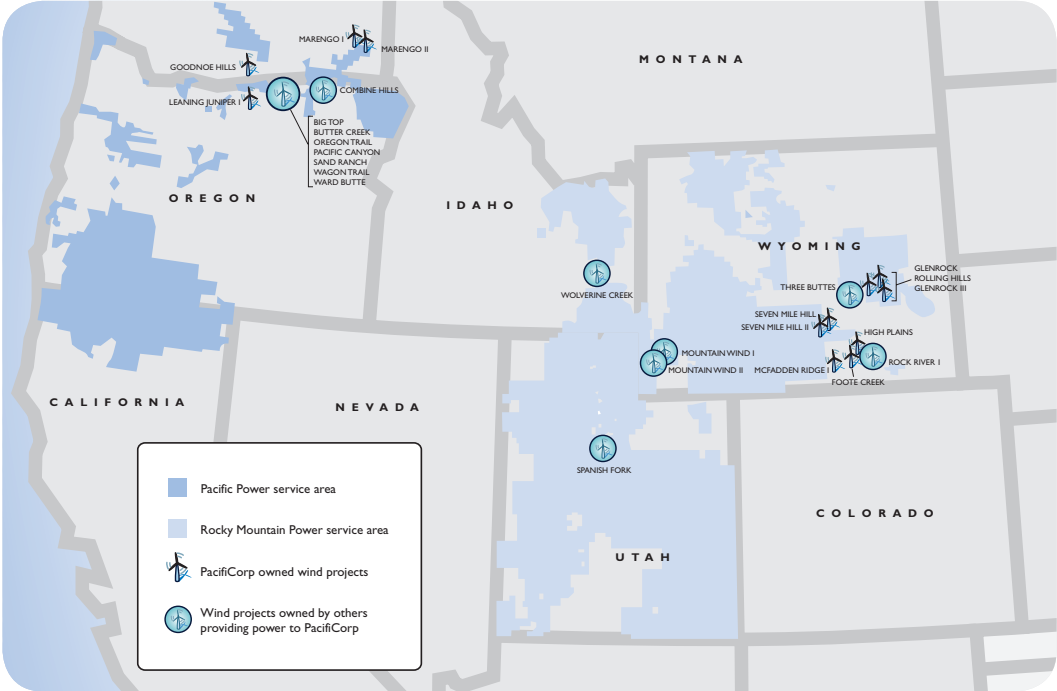 MARENGO I
MARENGO II
MONTANA
GOODNOE HILLS
COMBINE HILLS
LEANING JUNIPER I
BIG TOP
BUTTER CREEK
OREGON TRAIL
PACIFIC CANYON
SAND RANCH
WAGON TRAIL
WARD BUTTE
OREGON
IDAHO
WYOMING
GLENROCK
ROLLING HILLS
GLENROCK III
THREE BUTTES
WOLVERINE CREEK
SEVEN MILE HILL
SEVEN MILE HILL II
HIGH PLAINS
MOUNTAIN WIND I
ROCK RIVER I
MOUNTAIN WIND II
MCFADDEN RIDGE I
FOOTE CREEK
CALIFORNIA
NEVADA
SPANISH FORK
COLORADO
UTAH
Pacific Power service area
Rocky Mountain Power service area
PacifiCorp owned wind projects
Wind projects owned by others
providing power to PacifiCorp